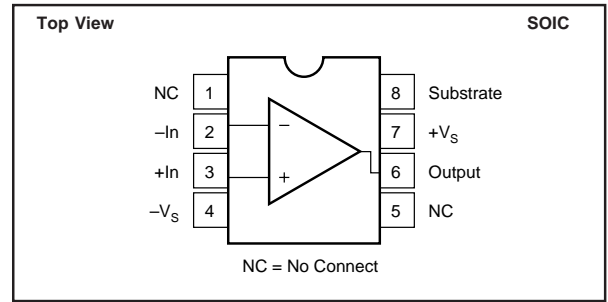 Top View SOIC
NC 1 8 Substrate
–In 2 – 7 +VS
+In 3 + 6 Output
–VS 4 5 NC
NC = No Connect